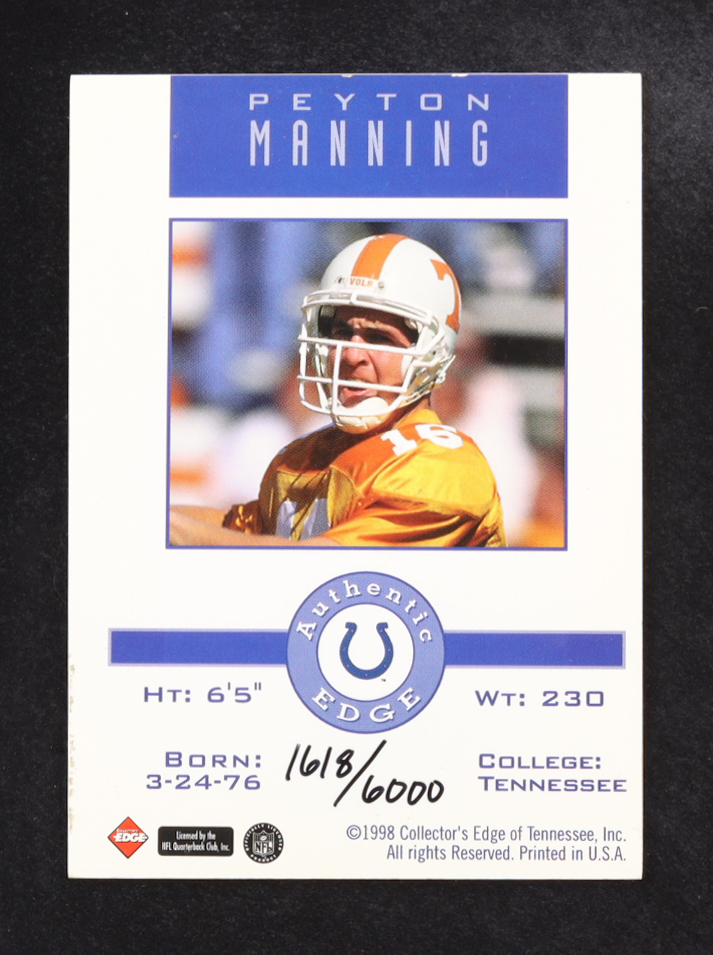 PEYTON
MANNING
VOLS
T
16
Authentic
EDGE
HT: 6'5"
WT: 230
BORN:
3-24-76
1618/6000
COLLEGE:
TENNESSEE
EDGE
Licensed by the
NFL Quarterback Club, Inc.
NFL
©1998 Collector's Edge of Tennessee, Inc.
All rights Reserved. Printed in U.S.A.